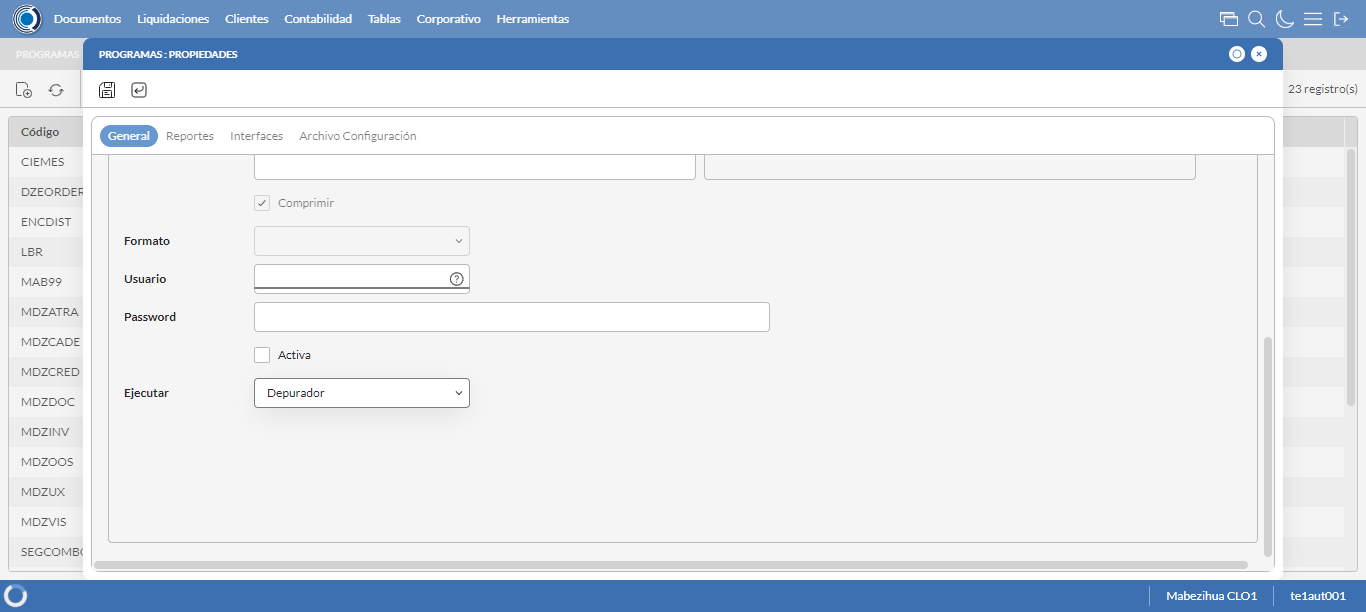 Documentos Liquidaciones Clientes Contabilidad Tablas Corporativo Herramientas
PROGRAMAS
PROGRAMAS : PROPIEDADES
23 registro(s)
General Reportes Interfaces Archivo Configuración
Código
CIEMES
DZEORDER
ENCDIST
LBR
MAB99
MDZATRA
MDZCADE
MDZCRED
MDZDOC
MDZINV
MDZOOS
MDZUX
MDZVIS
SEGCOMBO
Comprimir
Formato
Usuario
Password
Activa
Ejecutar Depurador
Mabezihua CLO1 te1aut001